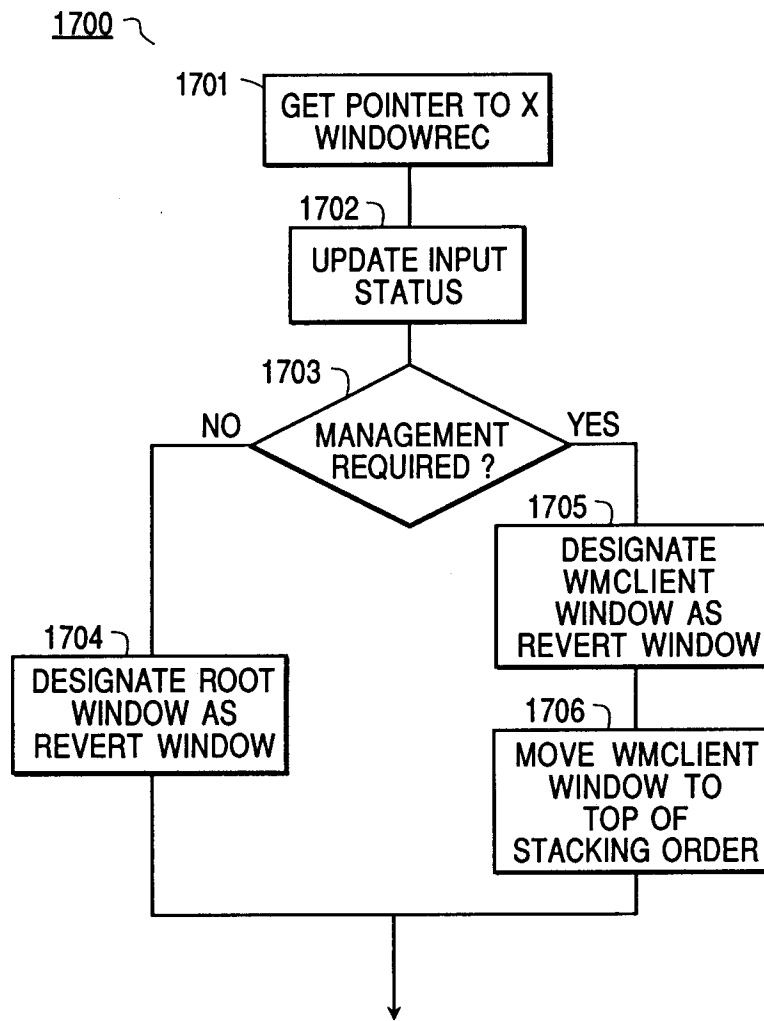 1700
1701
GET POINTER TO X
WINDOWREC
1702
UPDATE INPUT
STATUS
1703
NO
YES
MANAGEMENT
REQUIRED ?
1705
DESIGNATE
WMCLIENT
WINDOW AS
REVERT WINDOW
1704
DESIGNATE ROOT
WINDOW AS
REVERT WINDOW
1706
MOVE WMCLIENT
WINDOW TO
TOP OF
STACKING ORDER